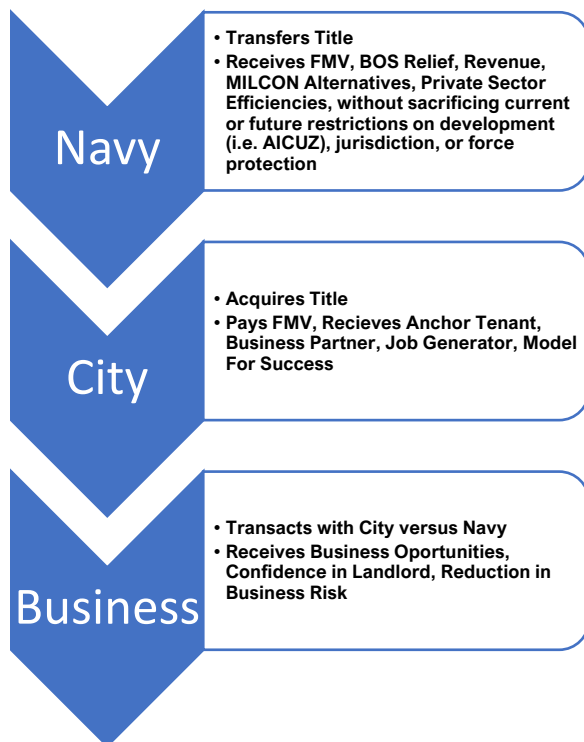 Navy
• Transfers Title
• Receives FMV, BOS Relief, Revenue,
MILCON Alternatives, Private Sector
Efficiencies, without sacrificing current
or future restrictions on development
(i.e. AICUZ), jurisdiction, or force
protection
City
• Acquires Title
• Pays FMV, Recieves Anchor Tenant,
Business Partner, Job Generator, Model
For Success
Business
• Transacts with City versus Navy
• Receives Business Oportunities,
Confidence in Landlord, Reduction in
Business Risk